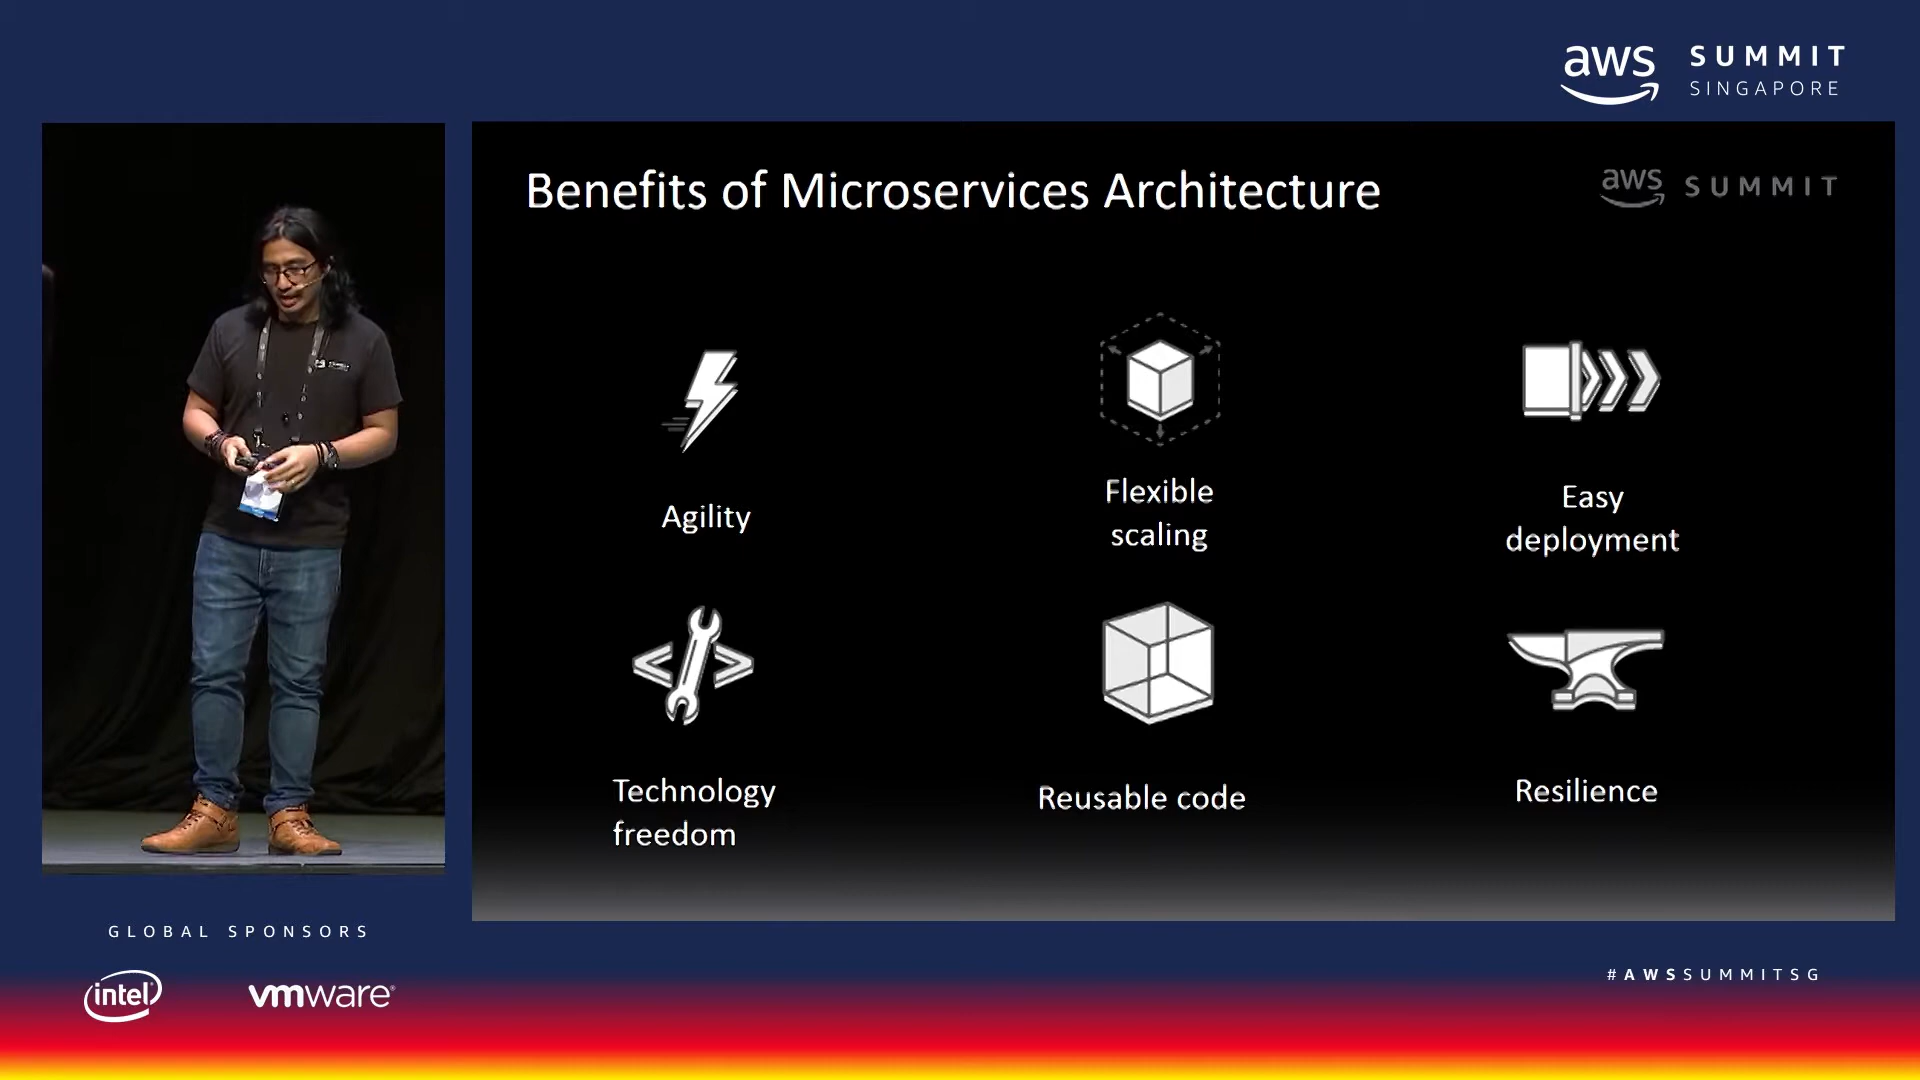 aws SUMMIT
SINGAPORE
Benefits of Microservices Architecture
aws SUMMIT
Agility
Flexible
scaling
Easy
deployment
Technology
freedom
Reusable code
Resilience
GLOBAL SPONSORS
intel
vmware
#AWSSUMMITSG